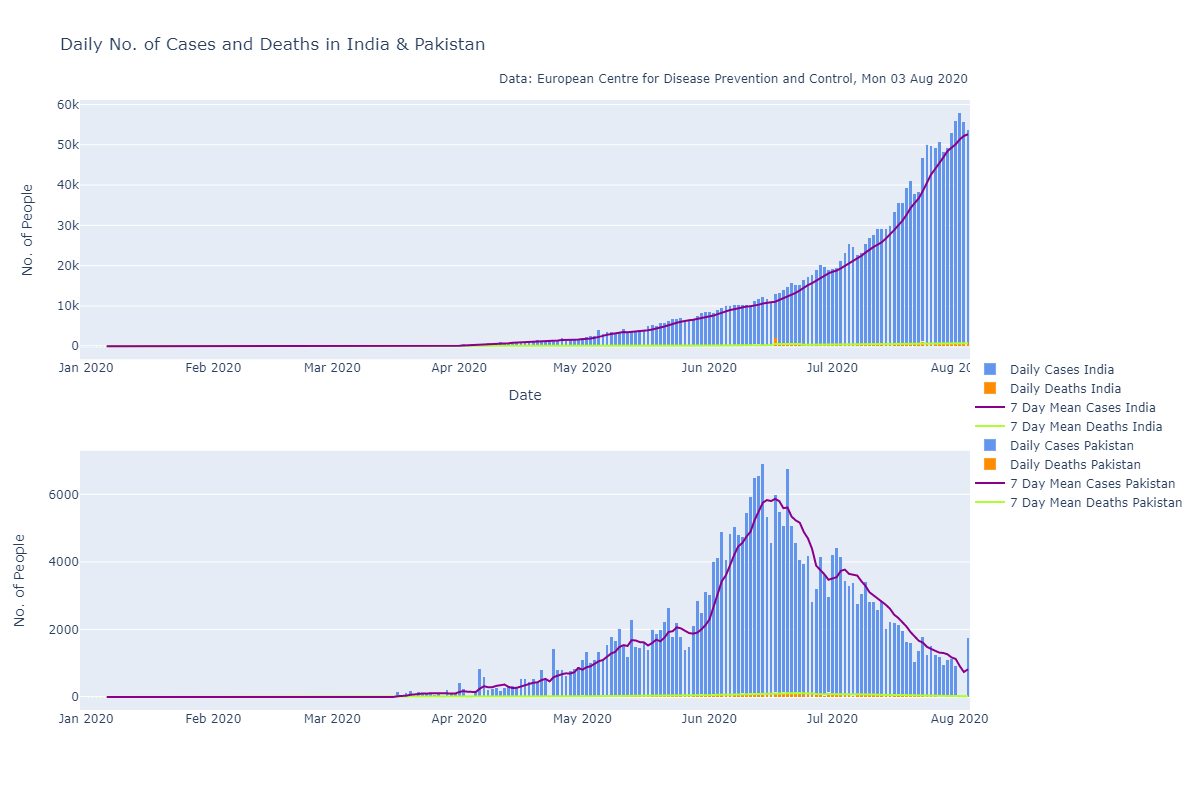 Daily No. of Cases and Deaths in India & Pakistan
Data: European Centre for Disease Prevention and Control, Mon 03 Aug 2020
60k
50k
40k
30k
20k
10k
0
No. of People
Jan 2020 Feb 2020 Mar 2020 Apr 2020 May 2020 Jun 2020 Jul 2020 Aug 20
Date
Daily Cases India
Daily Deaths India
7 Day Mean Cases India
7 Day Mean Deaths India
Daily Cases Pakistan
Daily Deaths Pakistan
7 Day Mean Cases Pakistan
7 Day Mean Deaths Pakistan
6000
4000
2000
0
No. of People
Jan 2020 Feb 2020 Mar 2020 Apr 2020 May 2020 Jun 2020 Jul 2020 Aug 2020